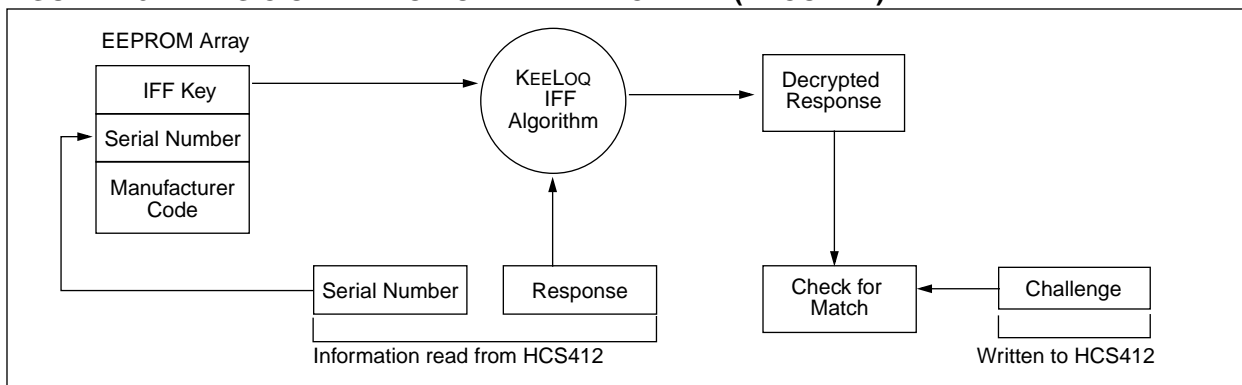 EEPROM Array
IFF Key
Serial Number
Manufacturer
Code
KEELOQ
IFF
Algorithm
Decrypted
Response
Serial Number
Response
Check for
Match
Challenge
Information read from HCS412
Written to HCS412